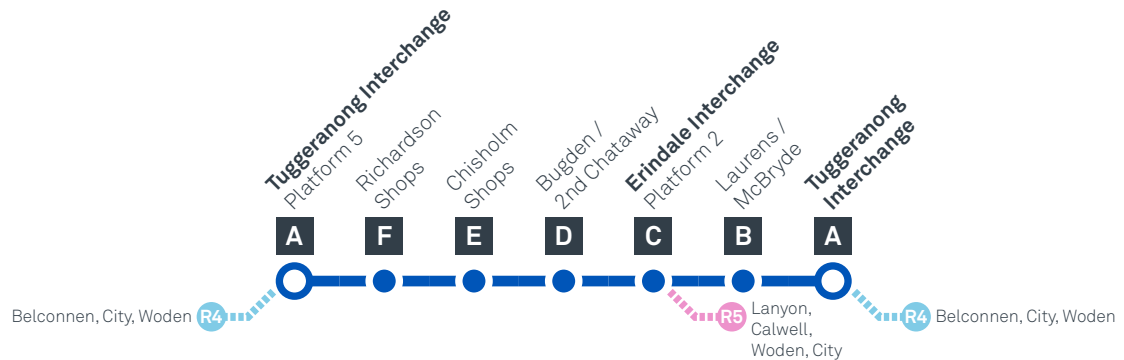 Tuggeranong Interchange
Platform 5
Richardson
Shops
Chisholm
Shops
Bugden /
2nd Chataway
Erindale Interchange
Platform 2
Laurens /
McBryde
Tuggeranong
Interchange
A
F
E
D
C
B
A
Belconnen, City, Woden
R4
R5
Lanyon,
Calwell,
Woden, City
R4
Belconnen, City, Woden